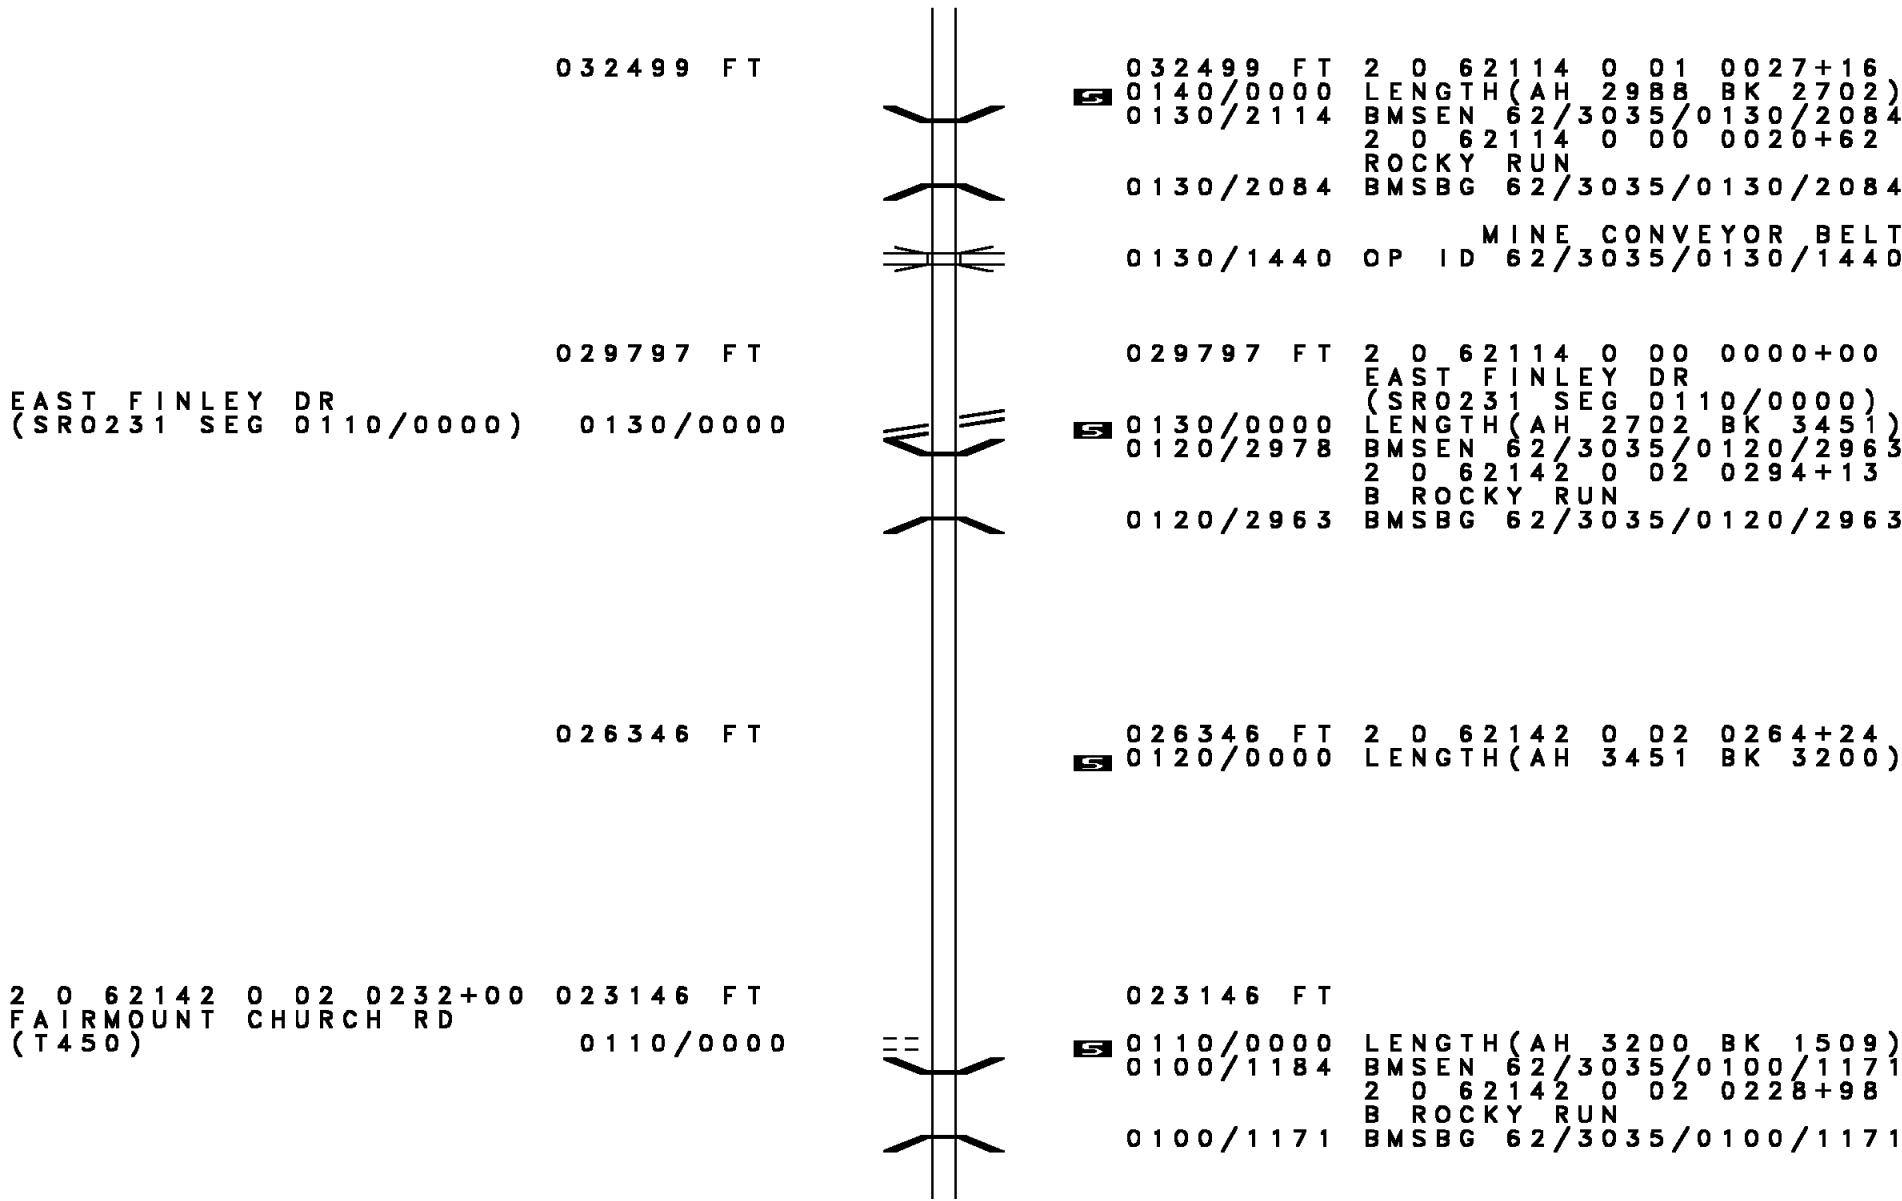 032499 FT 032499 FT 2 0 62114 0 01 0027+16
S 0140/0000 LENGTH(AH 2988 BK 2702)
0130/2114 BMSEN 62/3035/0130/2084
2 0 62114 0 00 0020+62
ROCKY RUN
0130/2084 BMSBG 62/3035/0130/2084
MINE CONVEYOR BELT
0130/1440 OP ID 62/3035/0130/1440
029797 FT 029797 FT 2 0 62114 0 00 0000+00
EAST FINLEY DR
EAST FINLEY DR (SR0231 SEG 0110/0000)
(SR0231 SEG 0110/0000) 0130/0000 S 0130/0000 LENGTH(AH 2702 BK 3451)
0120/2978 BMSEN 62/3035/0120/2963
2 0 62142 0 02 0294+13
B ROCKY RUN
0120/2963 BMSBG 62/3035/0120/2963
026346 FT 026346 FT 2 0 62142 0 02 0264+24
S 0120/0000 LENGTH(AH 3451 BK 3200)
2 0 62142 0 02 0232+00 023146 FT 023146 FT
FAIRMOUNT CHURCH RD
(T450) 0110/0000 S 0110/0000 LENGTH(AH 3200 BK 1509)
0100/1184 BMSEN 62/3035/0100/1171
2 0 62142 0 02 0228+98
B ROCKY RUN
0100/1171 BMSBG 62/3035/0100/1171